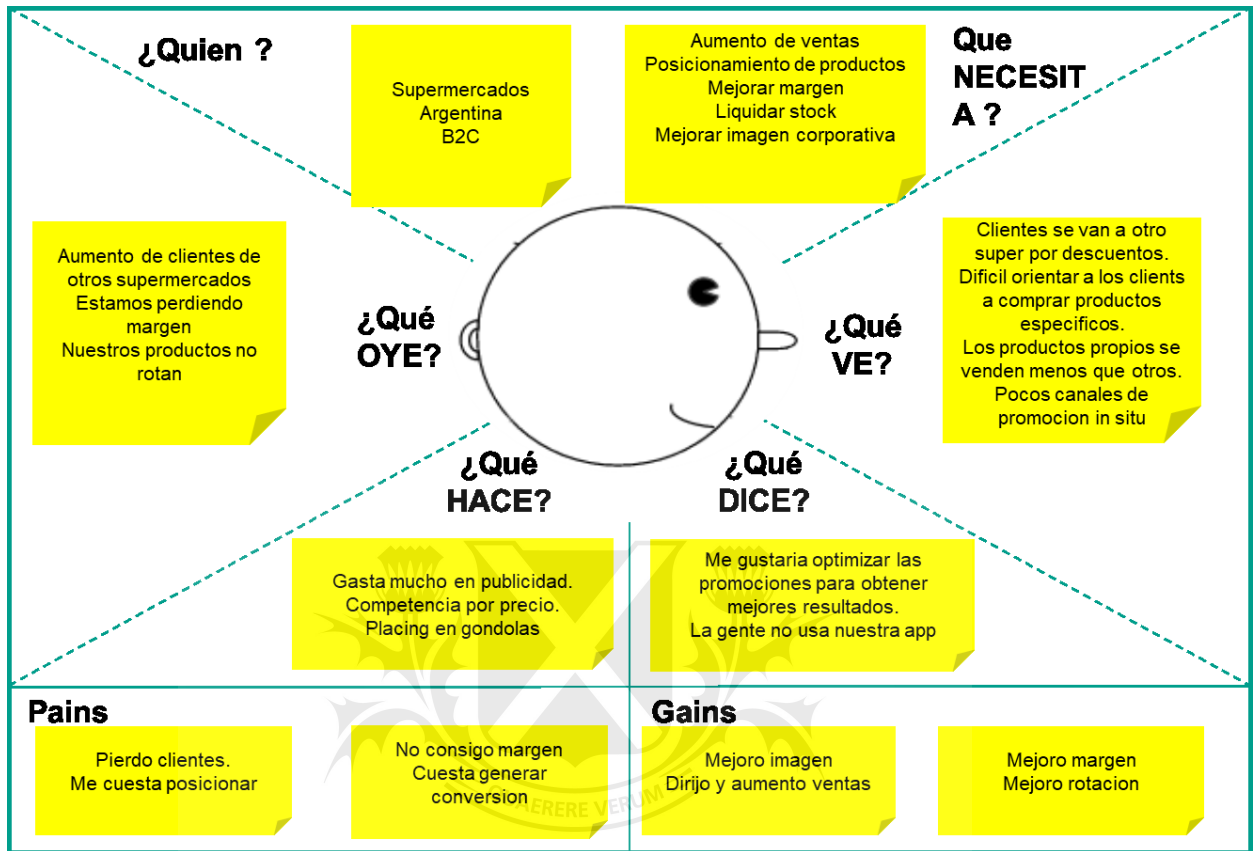 ¿Quien ?
Supermercados
Argentina
B2C
Aumento de ventas
Posicionamiento de productos
Mejorar margen
Liquidar stock
Mejorar imagen corporativa
Que
NECESIT
A ?
Aumento de clientes de
otros supermercados
Estamos perdiendo
margen
Nuestros productos no
rotan
¿Qué
OYE?
¿Qué
VE?
Clientes se van a otro
super por descuentos.
Dificil orientar a los clients
a comprar productos
especificos.
Los productos propios se
venden menos que otros.
Pocos canales de
promocion in situ
¿Qué
HACE?
¿Qué
DICE?
Gasta mucho en publicidad.
Competencia por precio.
Placing en gondolas
Me gustaria optimizar las
promociones para obtener
mejores resultados.
La gente no usa nuestra app
Pains
Pierdo clientes.
Me cuesta posicionar
No consigo margen
Cuesta generar
conversion
Gains
Mejoro imagen
Dirijo y aumento ventas
Mejoro margen
Mejoro rotacion
QUAERERE VERUM